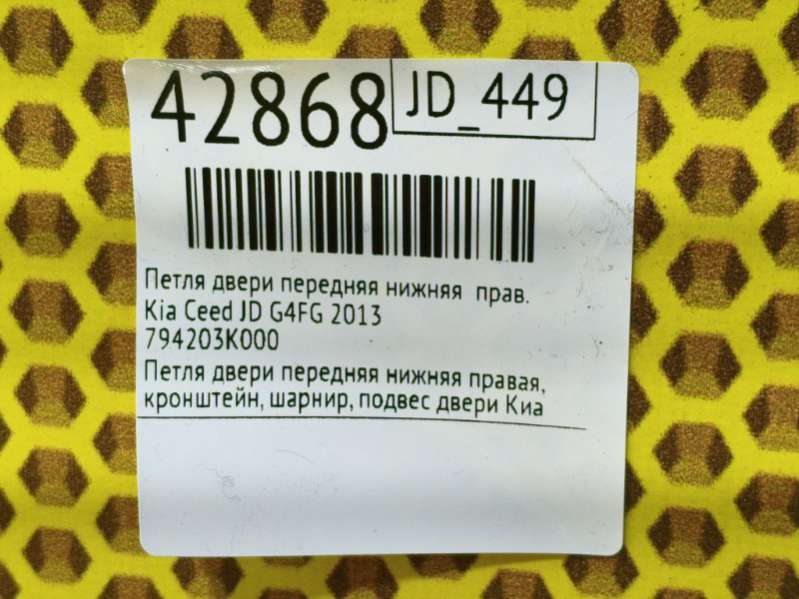 42868
JD_449
Петля двери передняя нижняя прав.
Kia Ceed JD G4FG 2013
794203K000
Петля двери передняя нижняя правая,
кронштейн, шарнир, подвес двери Киа